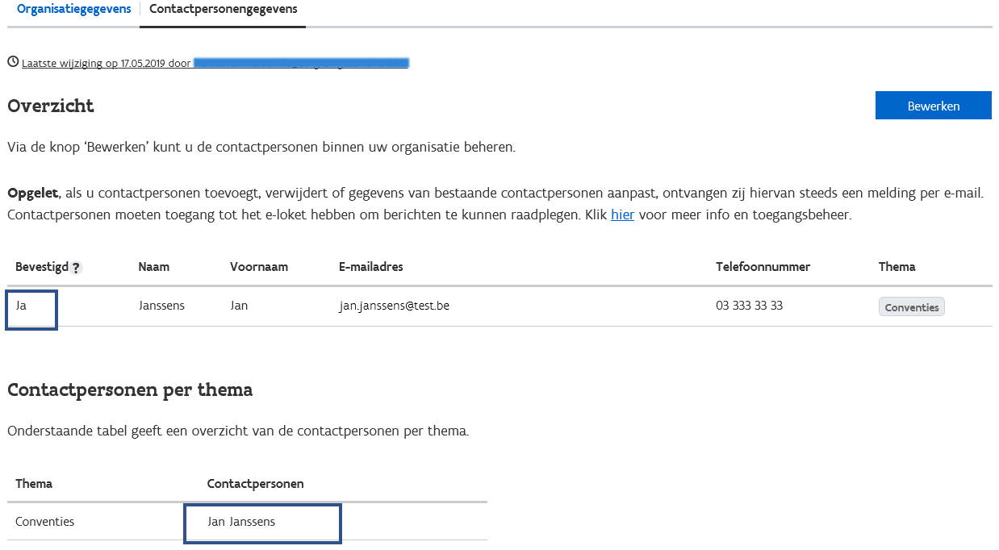 Organisatiegegevens Contactpersonengegevens
Laatste wijziging op 17.05.2019 door
Overzicht
Bewerken
Via de knop ‘Bewerken’ kunt u de contactpersonen binnen uw organisatie beheren.
Opgelet, als u contactpersonen toevoegt, verwijdert of gegevens van bestaande contactpersonen aanpast, ontvangen zij hiervan steeds een melding per e-mail.
Contactpersonen moeten toegang tot het e-loket hebben om berichten te kunnen raadplegen. Klik hier voor meer info en toegangsbeheer.
Bevestigd ? Naam Voornaam E-mailadres Telefoonnummer Thema
Ja Janssens Jan jan.janssens@test.be 03 333 33 33 Conventies
Contactpersonen per thema
Onderstaande tabel geeft een overzicht van de contactpersonen per thema.
Thema Contactpersonen
Conventies Jan Janssens